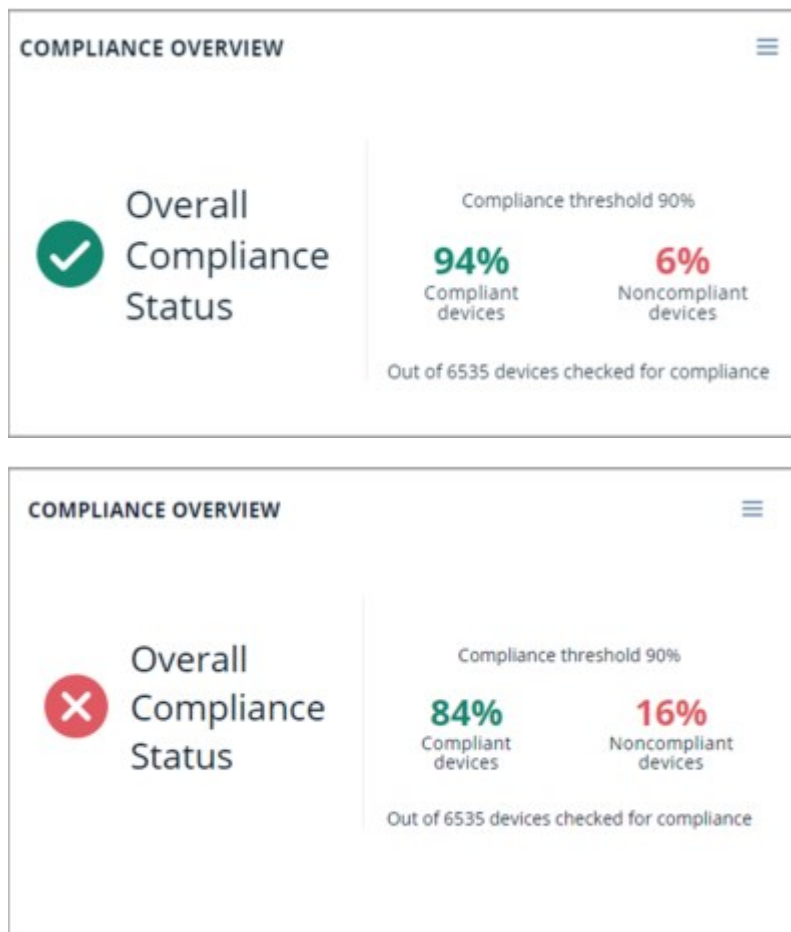 COMPLIANCE OVERVIEW
Overall
Compliance
Status
Compliance threshold 90%
94%
Compliant
devices
6%
Noncompliant
devices
Out of 6535 devices checked for compliance
COMPLIANCE OVERVIEW
Overall
Compliance
Status
Compliance threshold 90%
84%
Compliant
devices
16%
Noncompliant
devices
Out of 6535 devices checked for compliance